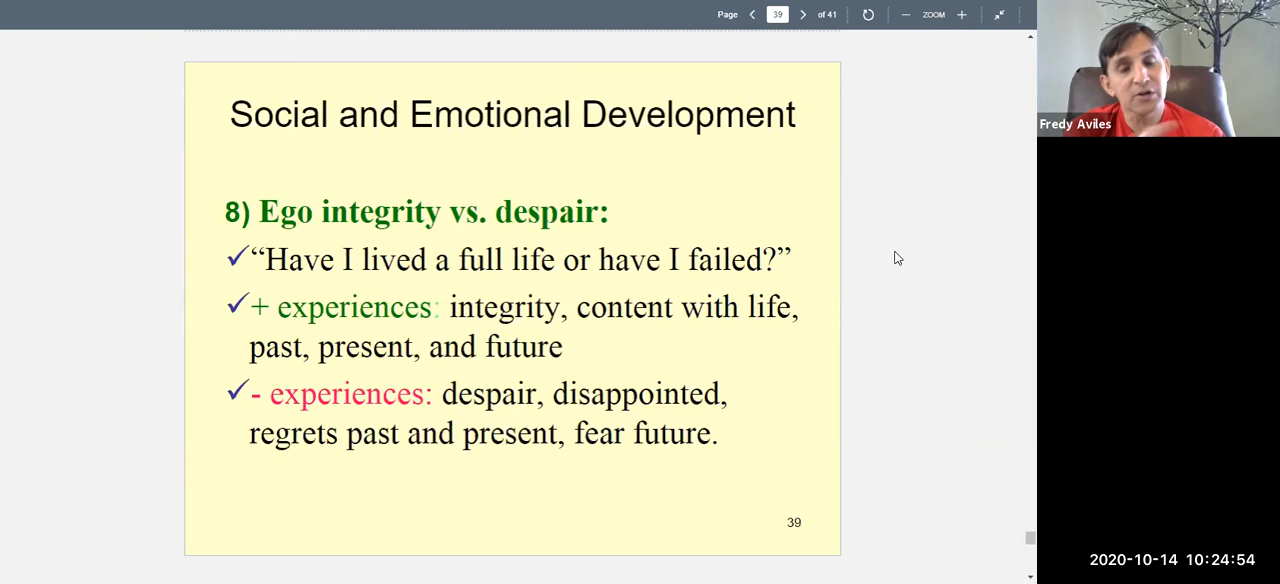 Page 39 of 41 ZOOM
Social and Emotional Development
8) Ego integrity vs. despair:
“Have I lived a full life or have I failed?”
+ experiences: integrity, content with life,
past, present, and future
- experiences: despair, disappointed,
regrets past and present, fear future.
39
Fredy Aviles
2020-10-14 10:24:54